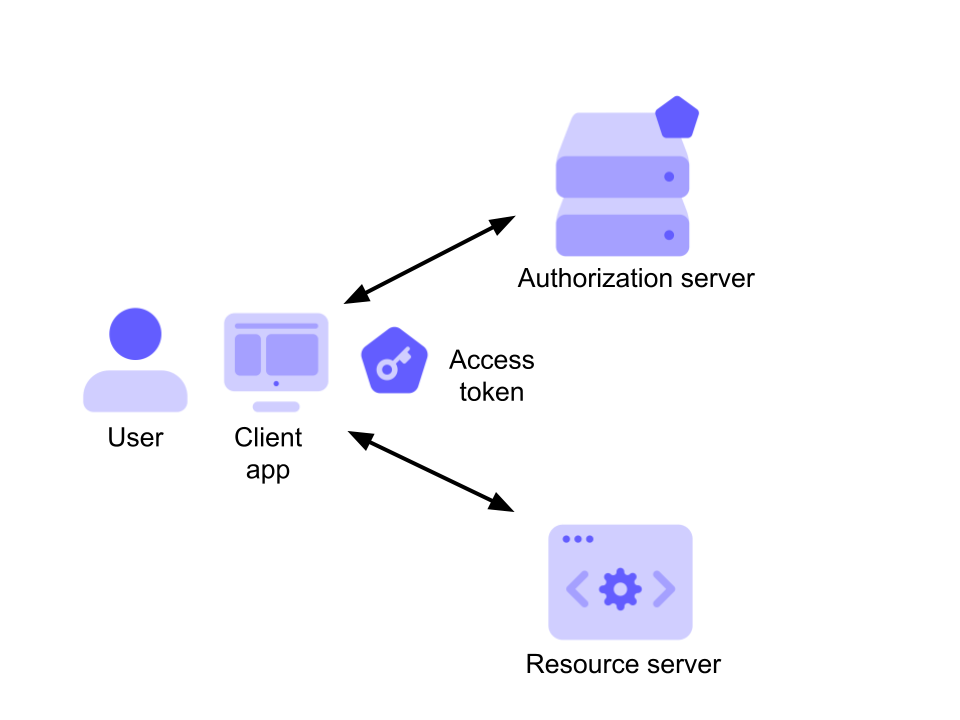 Authorization server
Access
token
User
Client
app
Resource server